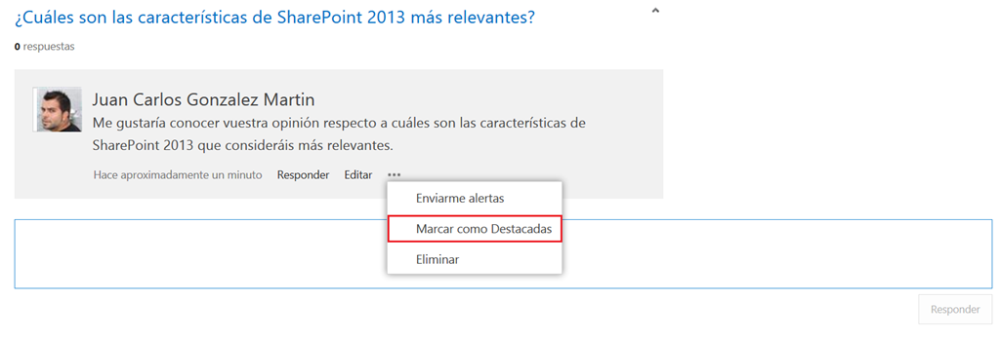 ¿Cuáles son las características de SharePoint 2013 más relevantes?
0 respuestas
Juan Carlos Gonzalez Martin
Me gustaría conocer vuestra opinión respecto a cuáles son las características de
SharePoint 2013 que consideráis más relevantes.
Hace aproximadamente un minuto Responder Editar •••
Enviarme alertas
Marcar como Destacadas
Eliminar
Responder